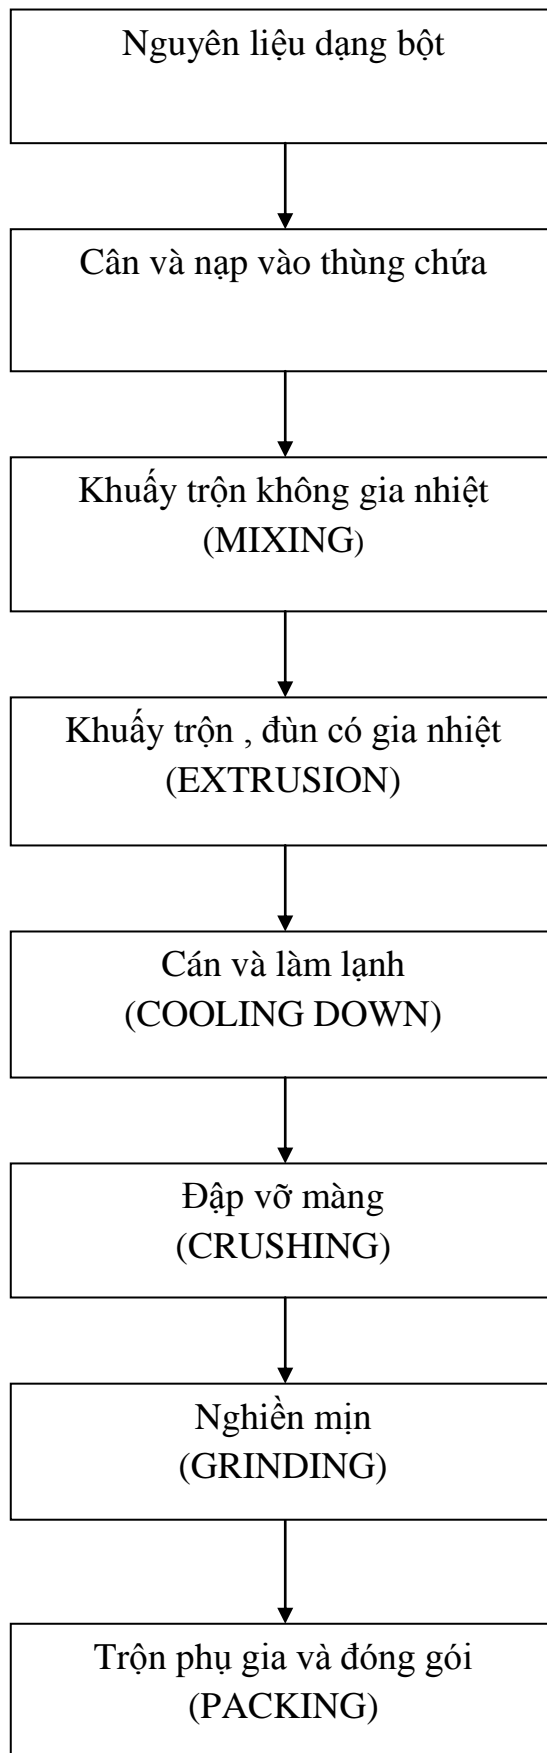 Nguyên liệu dạng bột
Cân và nạp vào thùng chứa
Khuấy trộn không gia nhiệt
(MIXING)
Khuấy trộn , đùn có gia nhiệt
(EXTRUSION)
Cán và làm lạnh
(COOLING DOWN)
Đập vỡ màng
(CRUSHING)
Nghiền mịn
(GRINDING)
Trộn phụ gia và đóng gói
(PACKING)